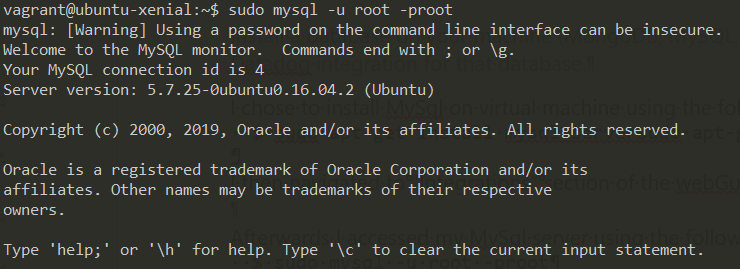 vagrant@ubuntu-xenial:~$ sudo mysql -u root -proot
mysql: [Warning] Using a password on the command line interface can be insecure.
Welcome to the MySQL monitor.  Commands end with ; or \g.
Your MySQL connection id is 4
Server version: 5.7.25-0ubuntu0.16.04.2 (Ubuntu)

Copyright (c) 2000, 2019, Oracle and/or its affiliates. All rights reserved.

Oracle is a registered trademark of Oracle Corporation and/or its
affiliates. Other names may be trademarks of their respective
owners.

Type 'help;' or '\h' for help. Type '\c' to clear the current input statement.